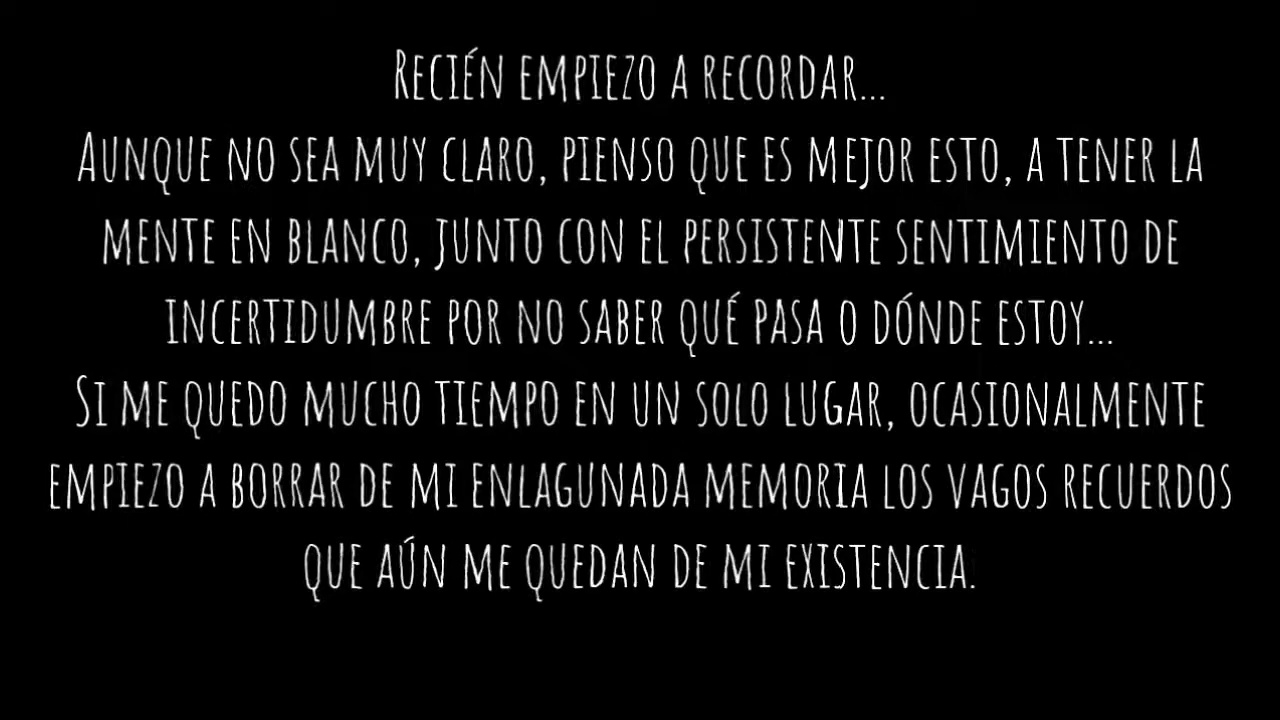 Recién empiezo a recordar...
Aunque no sea muy claro, pienso que es mejor esto, a tener la
mente en blanco, junto con el persistente sentimiento de
incertidumbre por no saber qué pasa o dónde estoy...
Si me quedo mucho tiempo en un solo lugar, ocasionalmente
empiezo a borrar de mi enlagunada memoria los vagos recuerdos
que aún me quedan de mi existencia.